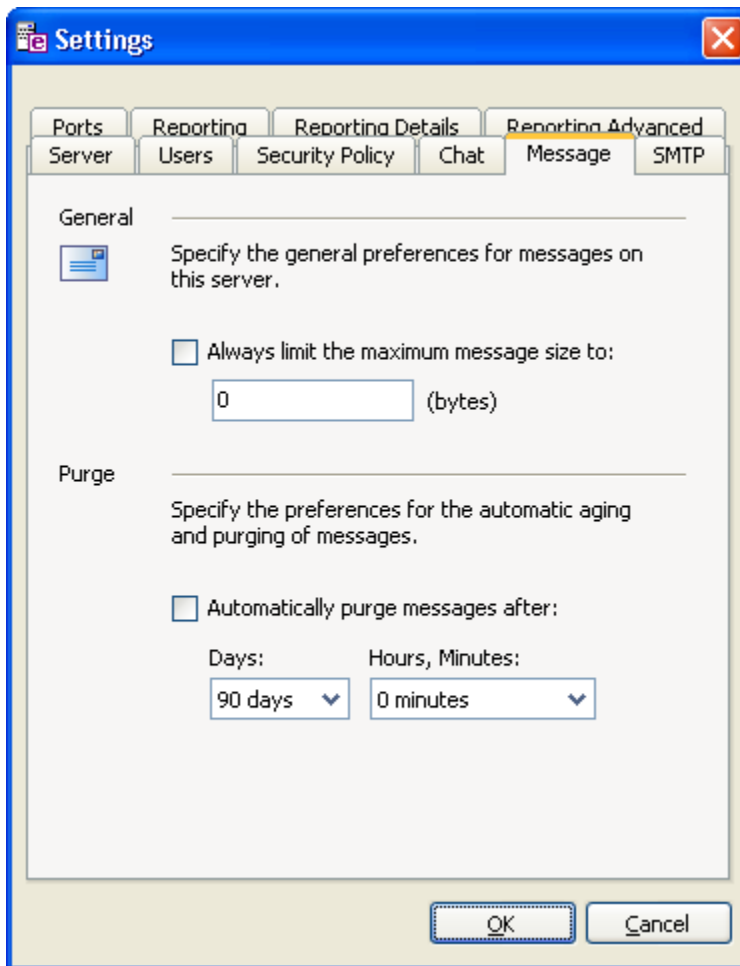 Settings
Ports Reporting Reporting Details Reporting Advanced
Server Users Security Policy Chat Message SMTP
General
Specify the general preferences for messages on
this server.
Always limit the maximum message size to:
0 (bytes)
Purge
Specify the preferences for the automatic aging
and purging of messages.
Automatically purge messages after:
Days: Hours, Minutes:
90 days 0 minutes
OK Cancel